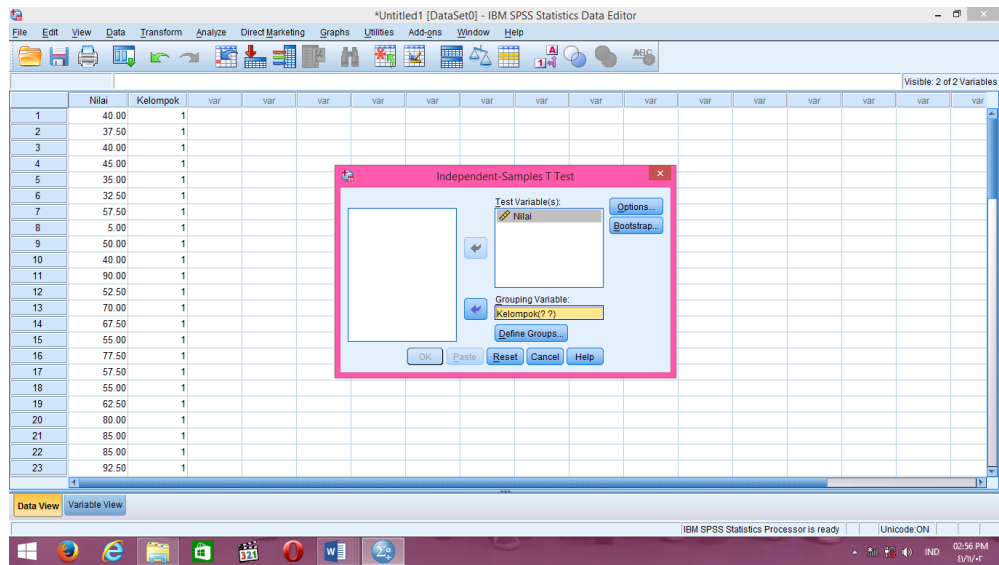 *Untitled1 [DataSet0] - IBM SPSS Statistics Data Editor
File Edit View Data Transform Analyze Direct Marketing Graphs Utilities Add-ons Window Help
Visible: 2 of 2 Variables
Nilai Kelompok var var var var var var var var var var var var var var var
1 40.00 1
2 37.50 1
3 40.00 1
4 45.00 1
5 35.00 1
6 32.50 1
7 57.50 1
8 5.00 1
9 50.00 1
10 40.00 1
11 90.00 1
12 52.50 1
13 70.00 1
14 67.50 1
15 55.00 1
16 77.50 1
17 57.50 1
18 55.00 1
19 62.50 1
20 80.00 1
21 85.00 1
22 85.00 1
23 92.50 1
Independent-Samples T Test
Test Variable(s):
Nilai
Options...
Bootstrap...
Grouping Variable:
Kelompok(? ?)
Define Groups...
OK Paste Reset Cancel Help
Data View Variable View
IBM SPSS Statistics Processor is ready Unicode:ON
IND 02:56 PM